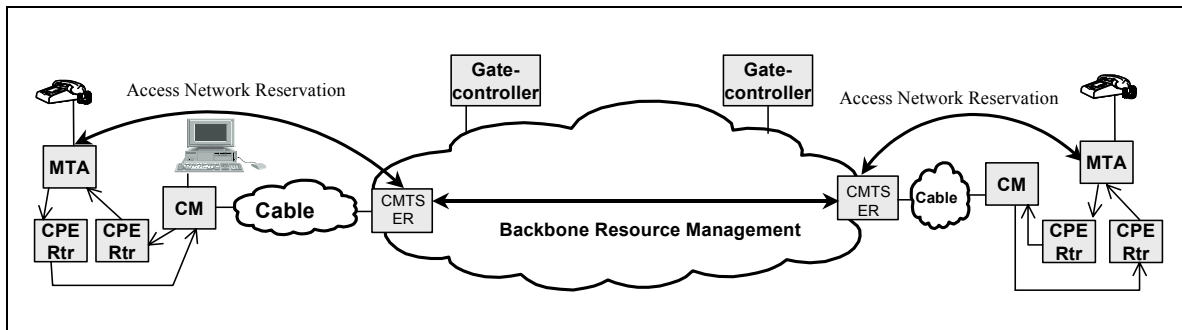 Gate-
controller
Gate-
controller
Access Network Reservation
Access Network Reservation
MTA
MTA
CM
Cable
CMTS
ER
CMTS
ER
Cable
CM
CPE
Rtr
CPE
Rtr
Backbone Resource Management
CPE
Rtr
CPE
Rtr